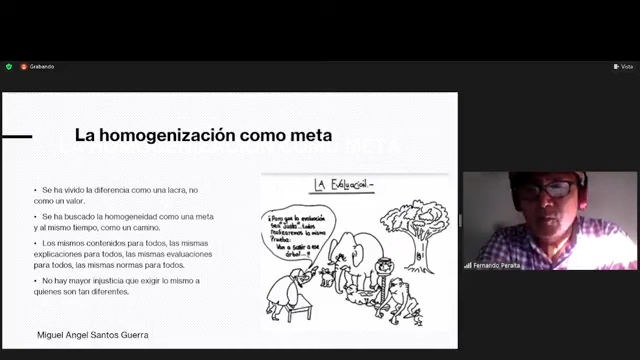 Grabando
Vista
La homogenización como meta
• Se ha vivido la diferencia como una lacra, no
como un valor.
• Se ha buscado la homogeneidad como una meta
y al mismo tiempo, como un camino.
• Los mismos contenidos para todos, las mismas
explicaciones para todos, las mismas evaluaciones
para todos, las mismas normas para todos.
• No hay mayor injusticia que exigir lo mismo a
quienes son tan diferentes.
LA Evaluación.-
¡Para que la evaluación
sea "Justa" todos
realizaremos la misma
Prueba:
Van a Subir a ese
árbol...!
Miguel Angel Santos Guerra
Fernando Peralta